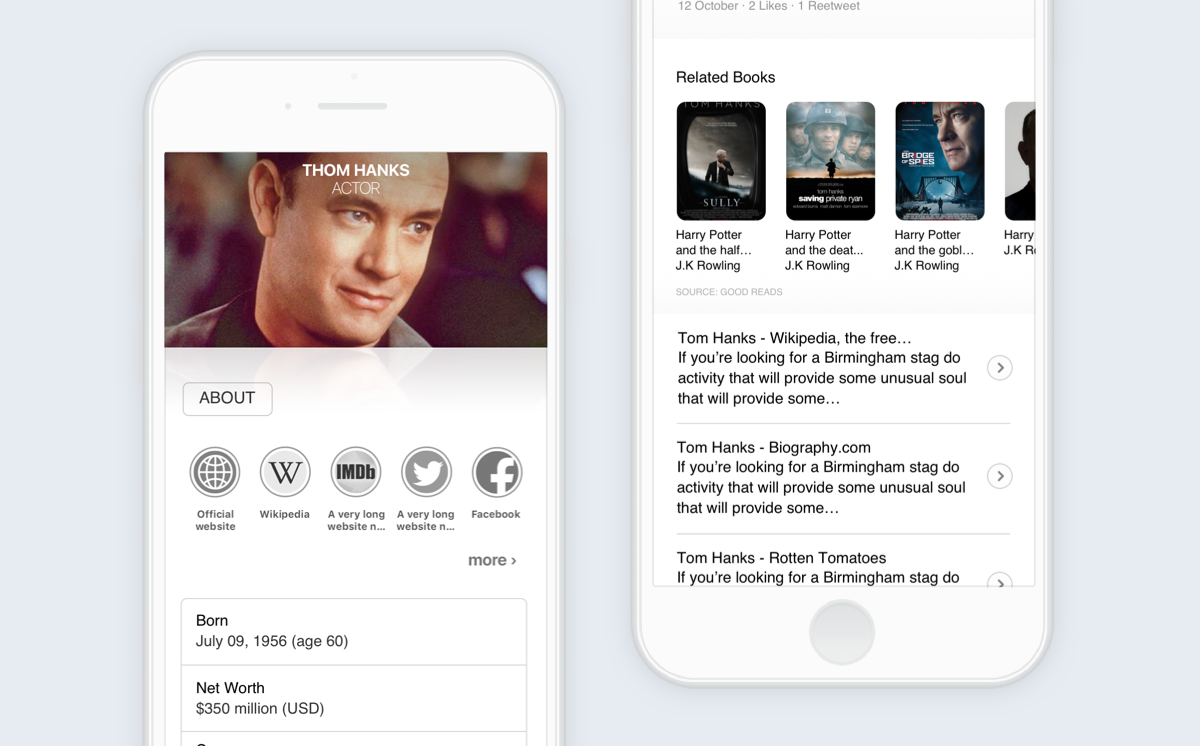 THOM HANKS
ACTOR
ABOUT
W
IMDb
f
Official
website
Wikipedia
A very long
website n...
A very long
website n...
Facebook
more ›
Born
July 09, 1956 (age 60)
Net Worth
$350 million (USD)
12 October · 2 Likes · 1 Reetweet
Related Books
TOM HANKS
SULLY
tom hanks
saving private ryan
edward burns matt damon tom sizemore
BRIDGE
OF SPIES
Harry Potter
and the half...
J.K Rowling
Harry Potter
and the deat...
J.K Rowling
Harry Potter
and the gobl...
J.K Rowling
Harry
J.K R
SOURCE: GOOD READS
Tom Hanks - Wikipedia, the free...
If you’re looking for a Birmingham stag do
activity that will provide some unusual soul
that will provide some...
Tom Hanks - Biography.com
If you’re looking for a Birmingham stag do
activity that will provide some unusual soul
that will provide some...
Tom Hanks - Rotten Tomatoes
If you’re looking for a Birmingham stag do